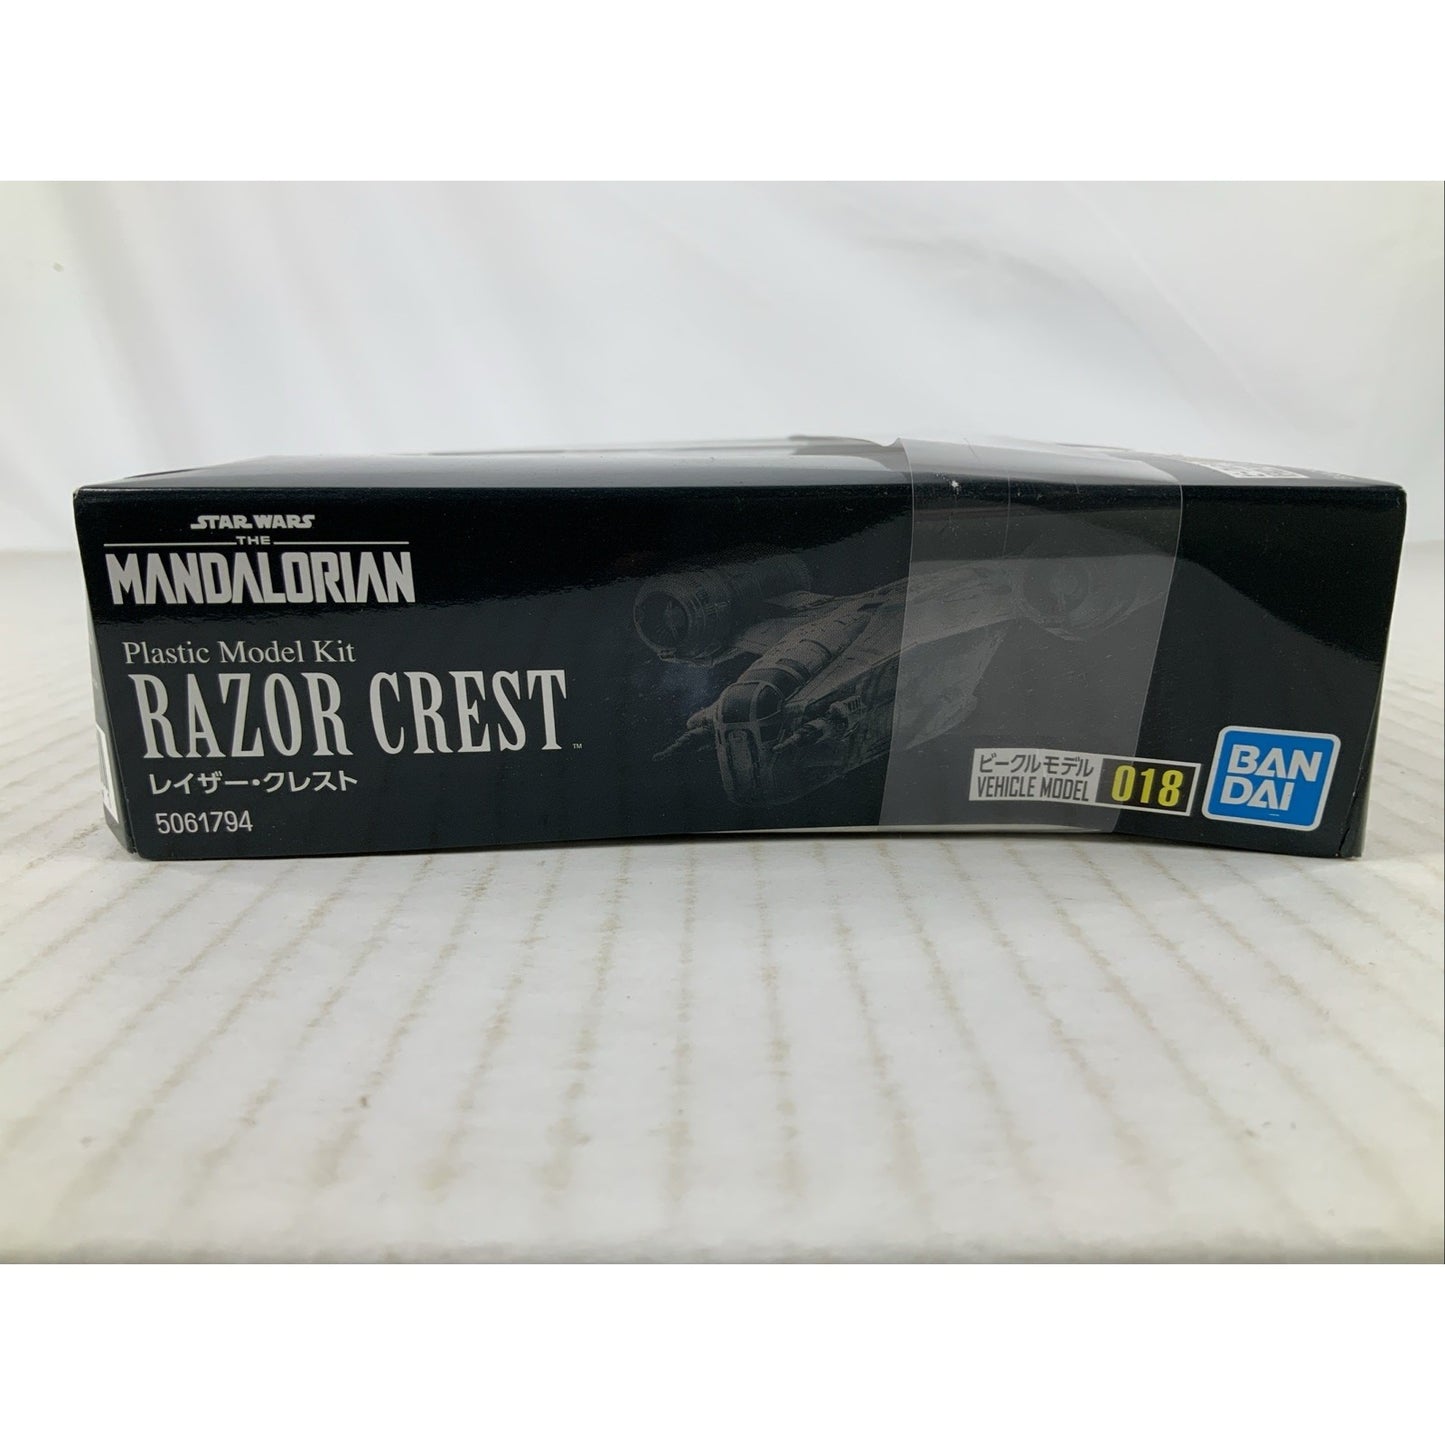 STAR WARS
THE
MANDALORIAN
Plastic Model Kit
RAZOR CREST™
レイザー・クレスト
5061794
ビークルモデル
VEHICLE MODEL 018
BAN
DAI